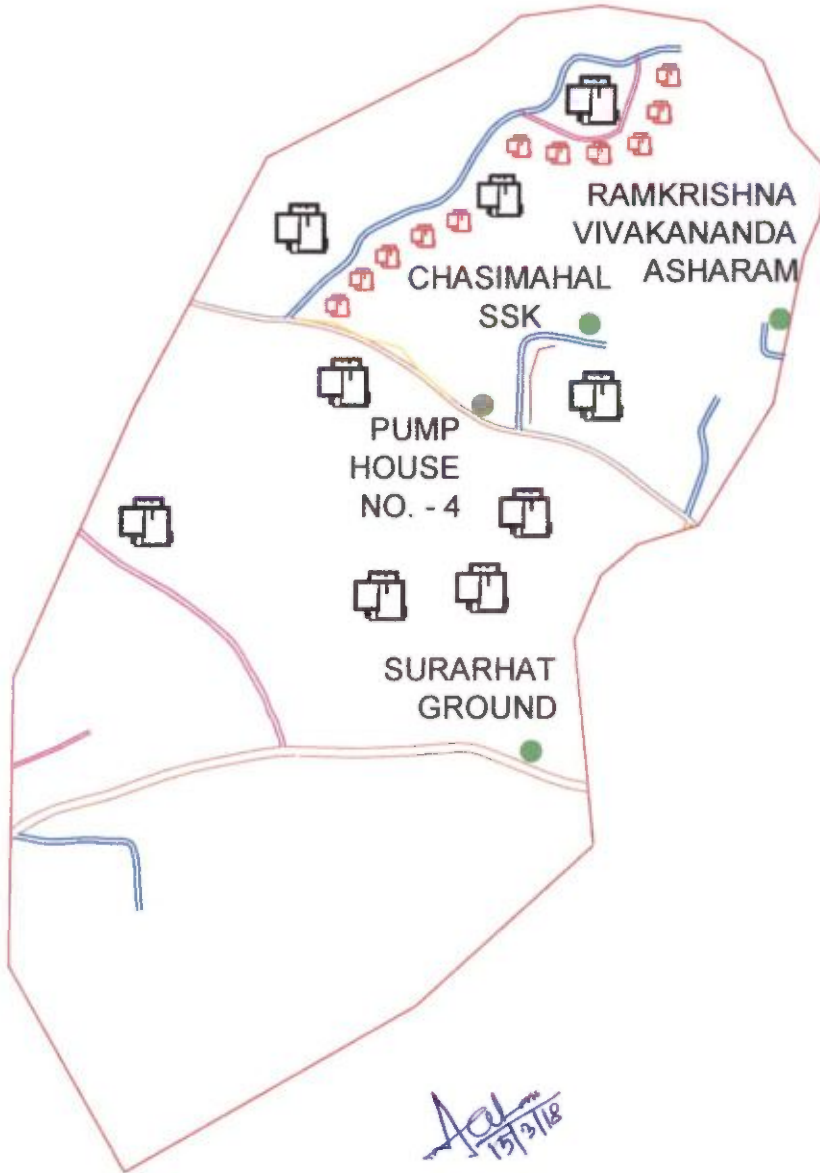 RAMKRISHNA
VIVAKANANDA
ASHARAM
CHASIMAHAL
SSK
PUMP
HOUSE
NO. - 4
SURARHAT
GROUND
15/3/18